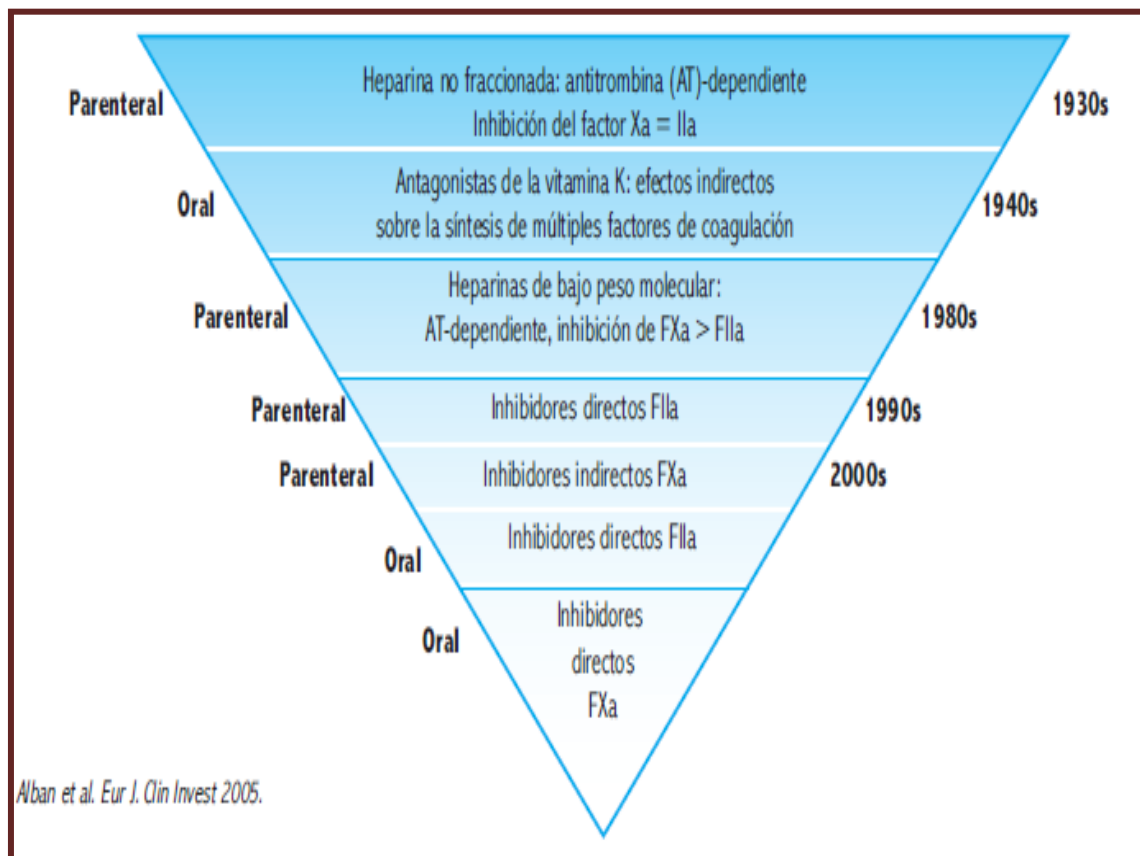 Heparina no fraccionada: antitrombina (AT)-dependiente
Parenteral
1930s
Inhibición del factor Xa = IIa
Antagonistas de la vitamina K: efectos indirectos
Oral
1940s
sobre la síntesis de múltiples factores de coagulación
Heparinas de bajo peso molecular:
Parenteral
1980s
AT-dependiente, inhibición de FXa > FIIa
Parenteral
Inhibidores directos FIIa
1990s
Parenteral
Inhibidores indirectos FXa
2000s
Inhibidores directos FIIa
Oral
Inhibidores
Oral
directos
FXa
Alban et al. Eur J. Clin Invest 2005.